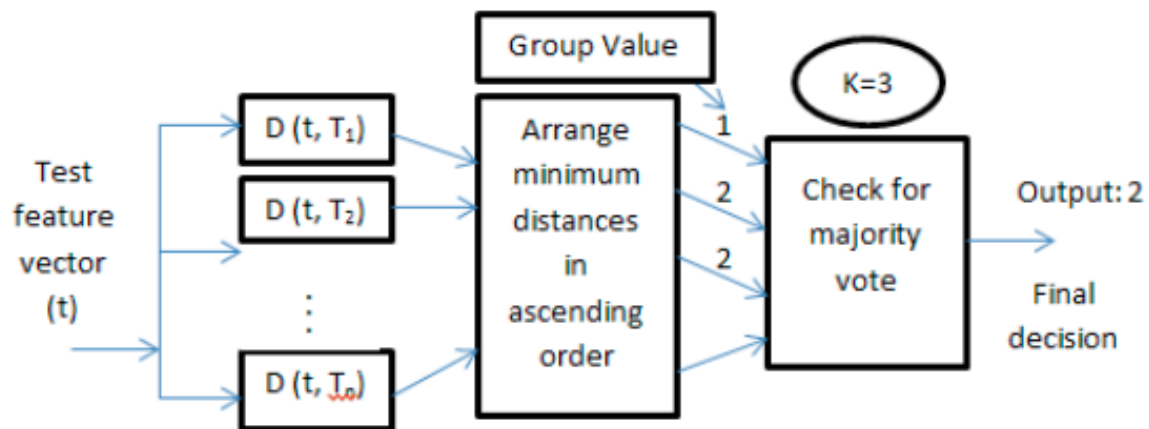 Test
feature
vector
(t)
D (t, T₁)
D (t, T₂)
⋮
D (t, Tₙ)
Group Value
Arrange
minimum
distances
in
ascending
order
1
2
2
K=3
Check for
majority
vote
Output: 2
Final
decision